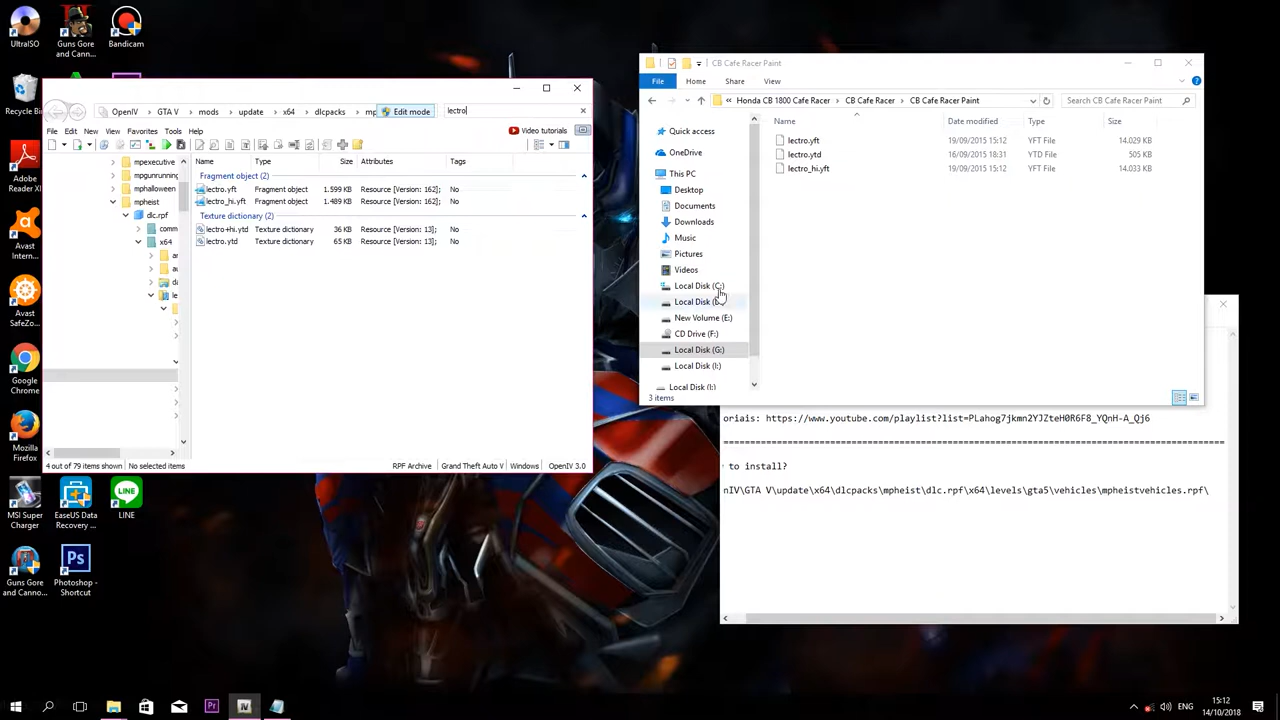 UltraISO
Guns Gore
and Cann...
Bandicam
Recycle Bin
Adobe
Reader XI
Avast
Intern...
Avast
SafeZo...
Google
Chrome
Mozilla
Firefox
MSI Super
Charger
EaseUS Data
Recovery ...
LINE
Guns Gore
and Canno...
Photoshop -
Shortcut
OpenIV
GTA V
mods
update
x64
dlcpacks
Edit mode
lectro
File Edit View Favorites Tools Help
Video tutorials
mpexecutive
mpgunrunning
mphalloween
mpheist
dlc.rpf
comm
x64
Name Type Size Attributes Tags
Fragment object (2)
lectro.yft Fragment object 1.599 KB Resource [Version: 162]; No
lectro_hi.yft Fragment object 1.489 KB Resource [Version: 162]; No
Texture dictionary (2)
lectro+hi.ytd Texture dictionary 36 KB Resource [Version: 13]; No
lectro.ytd Texture dictionary 65 KB Resource [Version: 13]; No
4 out of 79 items shown No selected items RPF Archive Grand Theft Auto V Windows OpenIV 3.0
CB Cafe Racer Paint
File Home Share View
Honda CB 1800 Cafe Racer CB Cafe Racer CB Cafe Racer Paint
Search CB Cafe Racer Paint
Name Date modified Type Size
lectro.yft 19/09/2015 15:12 YFT File 14.029 KB
lectro.ytd 16/09/2015 18:31 YTD File 505 KB
lectro_hi.yft 19/09/2015 15:12 YFT File 14.033 KB
Quick access
OneDrive
This PC
Desktop
Documents
Downloads
Music
Pictures
Videos
Local Disk (C:)
Local Disk
New Volume (E:)
CD Drive (F:)
Local Disk (G:)
Local Disk (I:)
Local Disk (I:)
3 items
oriais: https://www.youtube.com/playlist?list=PLahog7jkmn2YJZteH0R6F8_YQnH-A_Qj6
to install?
nIV\GTA V\update\x64\dlcpacks\mpheist\dlc.rpf\x64\levels\gta5\vehicles\mpheistvehicles.rpf\
ENG
15:12
14/10/2018